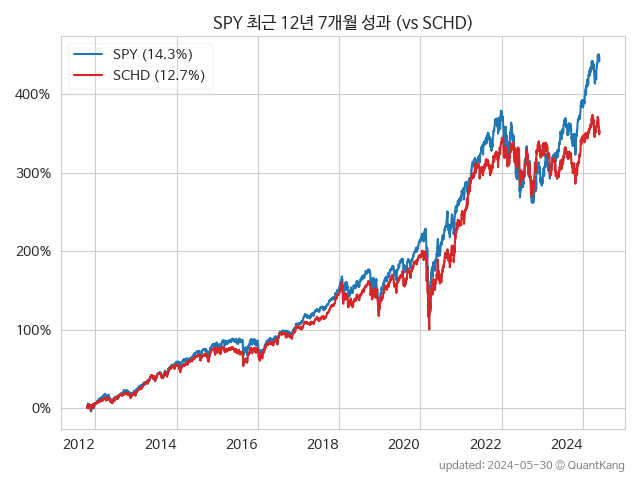 SPY 최근 12년 7개월 성과 (vs SCHD)
SPY (14.3%)
SCHD (12.7%)
400%
300%
200%
100%
0%
2012 2014 2016 2018 2020 2022 2024
updated: 2024-05-30 © QuantKang